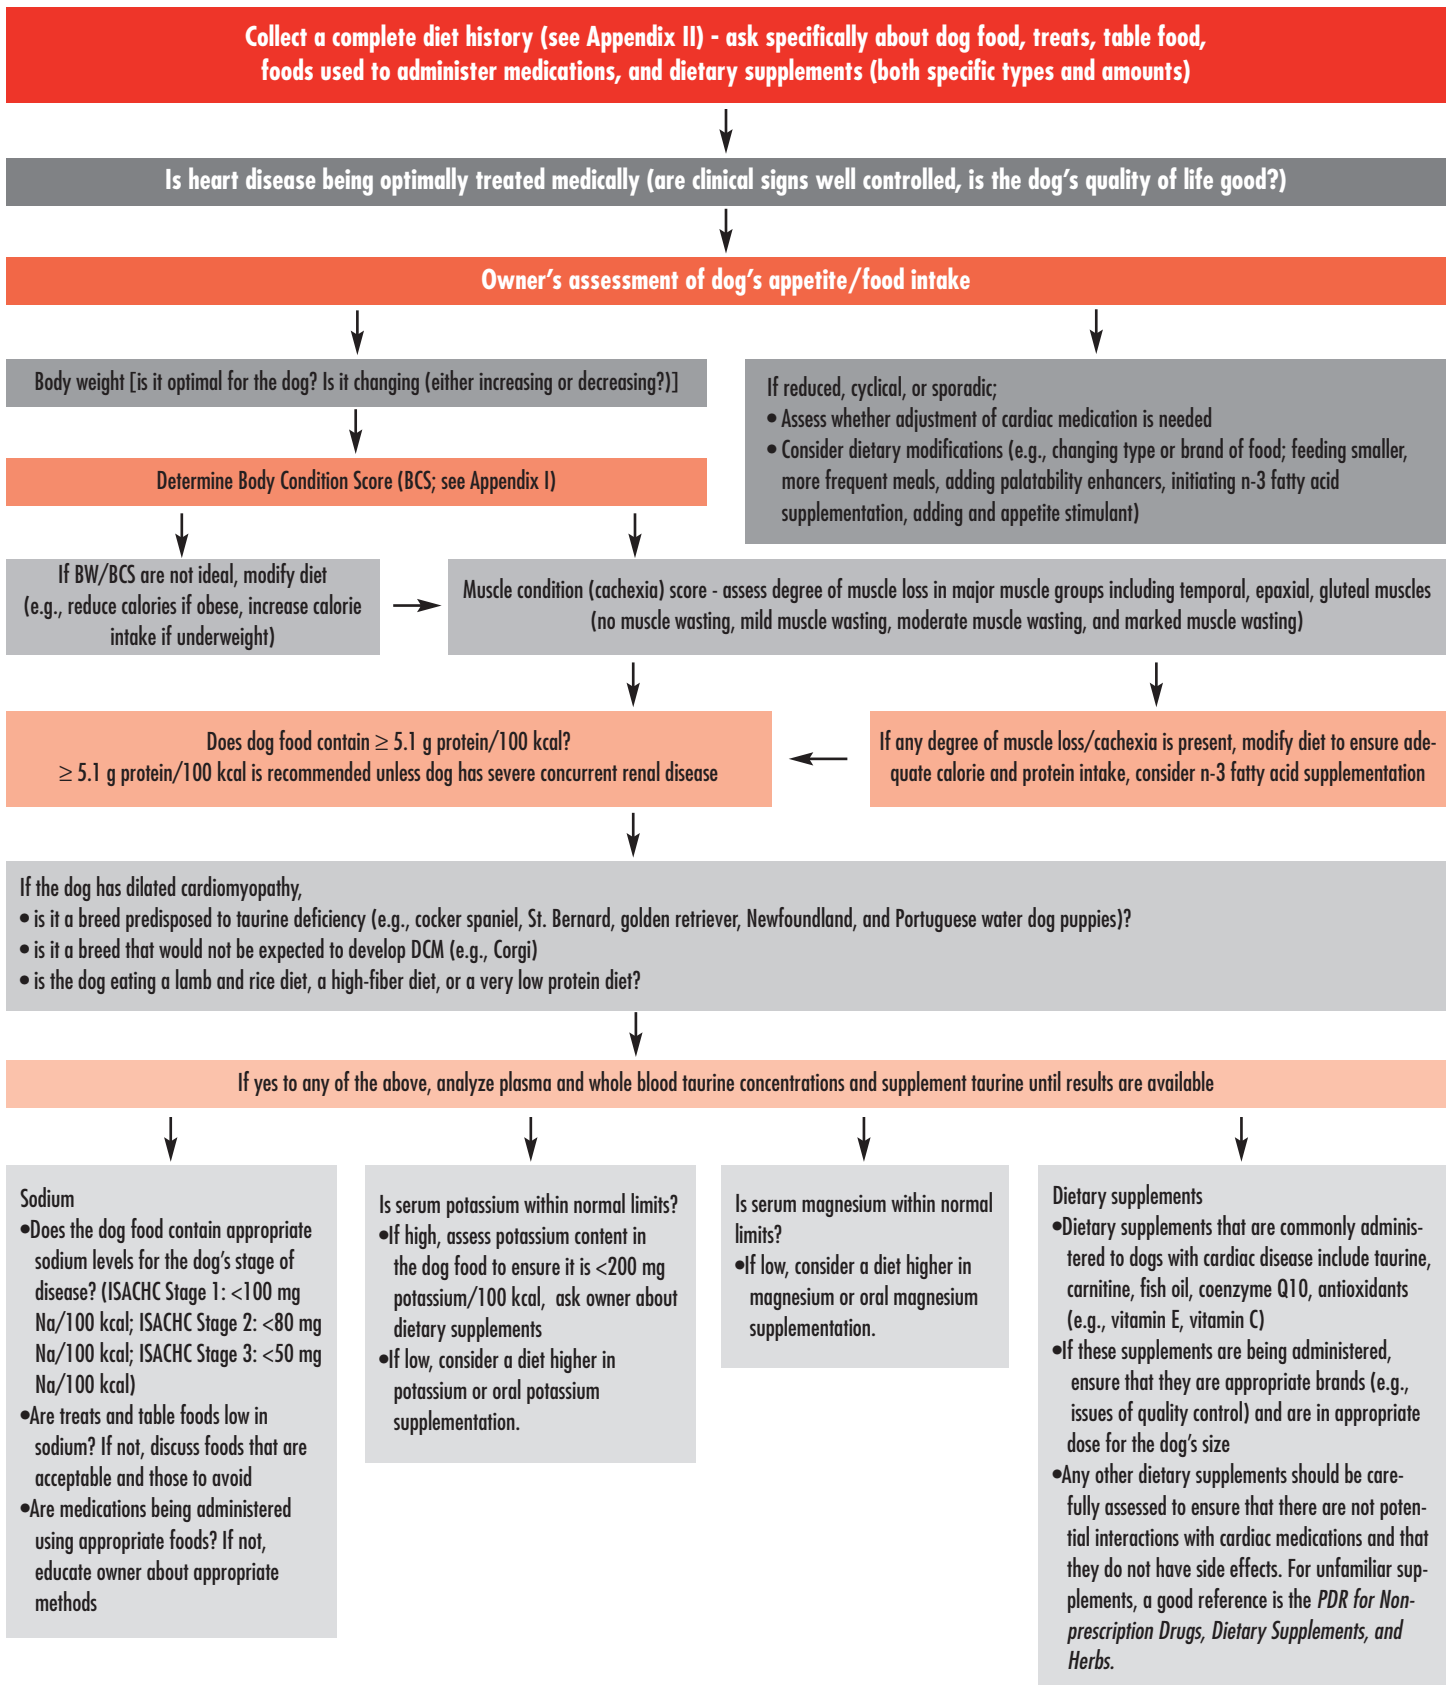 Collect a complete diet history (see Appendix II) - ask specifically about dog food, treats, table food,
foods used to administer medications, and dietary supplements (both specific types and amounts)
Is heart disease being optimally treated medically (are clinical signs well controlled, is the dog's quality of life good?)
Owner's assessment of dog's appetite/food intake
Body weight [is it optimal for the dog? Is it changing (either increasing or decreasing?)]
If reduced, cyclical, or sporadic;
• Assess whether adjustment of cardiac medication is needed
• Consider dietary modifications (e.g., changing type or brand of food; feeding smaller,
more frequent meals, adding palatability enhancers, initiating n-3 fatty acid
supplementation, adding and appetite stimulant)
Determine Body Condition Score (BCS; see Appendix I)
If BW/BCS are not ideal, modify diet
(e.g., reduce calories if obese, increase calorie
intake if underweight)
Muscle condition (cachexia) score - assess degree of muscle loss in major muscle groups including temporal, epaxial, gluteal muscles
(no muscle wasting, mild muscle wasting, moderate muscle wasting, and marked muscle wasting)
Does dog food contain ≥ 5.1 g protein/100 kcal?
≥ 5.1 g protein/100 kcal is recommended unless dog has severe concurrent renal disease
If any degree of muscle loss/cachexia is present, modify diet to ensure ade-
quate calorie and protein intake, consider n-3 fatty acid supplementation
If the dog has dilated cardiomyopathy,
• is it a breed predisposed to taurine deficiency (e.g., cocker spaniel, St. Bernard, golden retriever, Newfoundland, and Portuguese water dog puppies)?
• is it a breed that would not be expected to develop DCM (e.g., Corgi)
• is the dog eating a lamb and rice diet, a high-fiber diet, or a very low protein diet?
If yes to any of the above, analyze plasma and whole blood taurine concentrations and supplement taurine until results are available
Sodium
•Does the dog food contain appropriate
sodium levels for the dog's stage of
disease? (ISACHC Stage 1: <100 mg
Na/100 kcal; ISACHC Stage 2: <80 mg
Na/100 kcal; ISACHC Stage 3: <50 mg
Na/100 kcal)
•Are treats and table foods low in
sodium? If not, discuss foods that are
acceptable and those to avoid
•Are medications being administered
using appropriate foods? If not,
educate owner about appropriate
methods
Is serum potassium within normal limits?
•If high, assess potassium content in
the dog food to ensure it is <200 mg
potassium/100 kcal, ask owner about
dietary supplements
•If low, consider a diet higher in
potassium or oral potassium
supplementation.
Is serum magnesium within normal
limits?
•If low, consider a diet higher in
magnesium or oral magnesium
supplementation.
Dietary supplements
•Dietary supplements that are commonly adminis-
tered to dogs with cardiac disease include taurine,
carnitine, fish oil, coenzyme Q10, antioxidants
(e.g., vitamin E, vitamin C)
•If these supplements are being administered,
ensure that they are appropriate brands (e.g.,
issues of quality control) and are in appropriate
dose for the dog's size
•Any other dietary supplements should be care-
fully assessed to ensure that there are not poten-
tial interactions with cardiac medications and that
they do not have side effects. For unfamiliar sup-
plements, a good reference is the PDR for Non-
prescription Drugs, Dietary Supplements, and
Herbs.